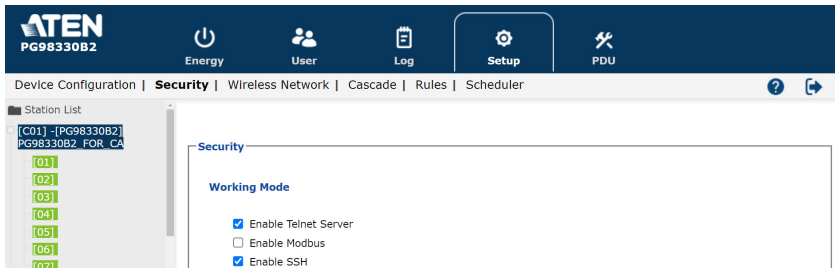 ATEN
PG98330B2
Energy
User
Log
Setup
PDU
Device Configuration | Security | Wireless Network | Cascade | Rules | Scheduler
?
Station List
[C01] -[PG98330B2]
PG98330B2_FOR_CA
[01]
[02]
[03]
[04]
[05]
[06]
[07]
Security
Working Mode
Enable Telnet Server
Enable Modbus
Enable SSH